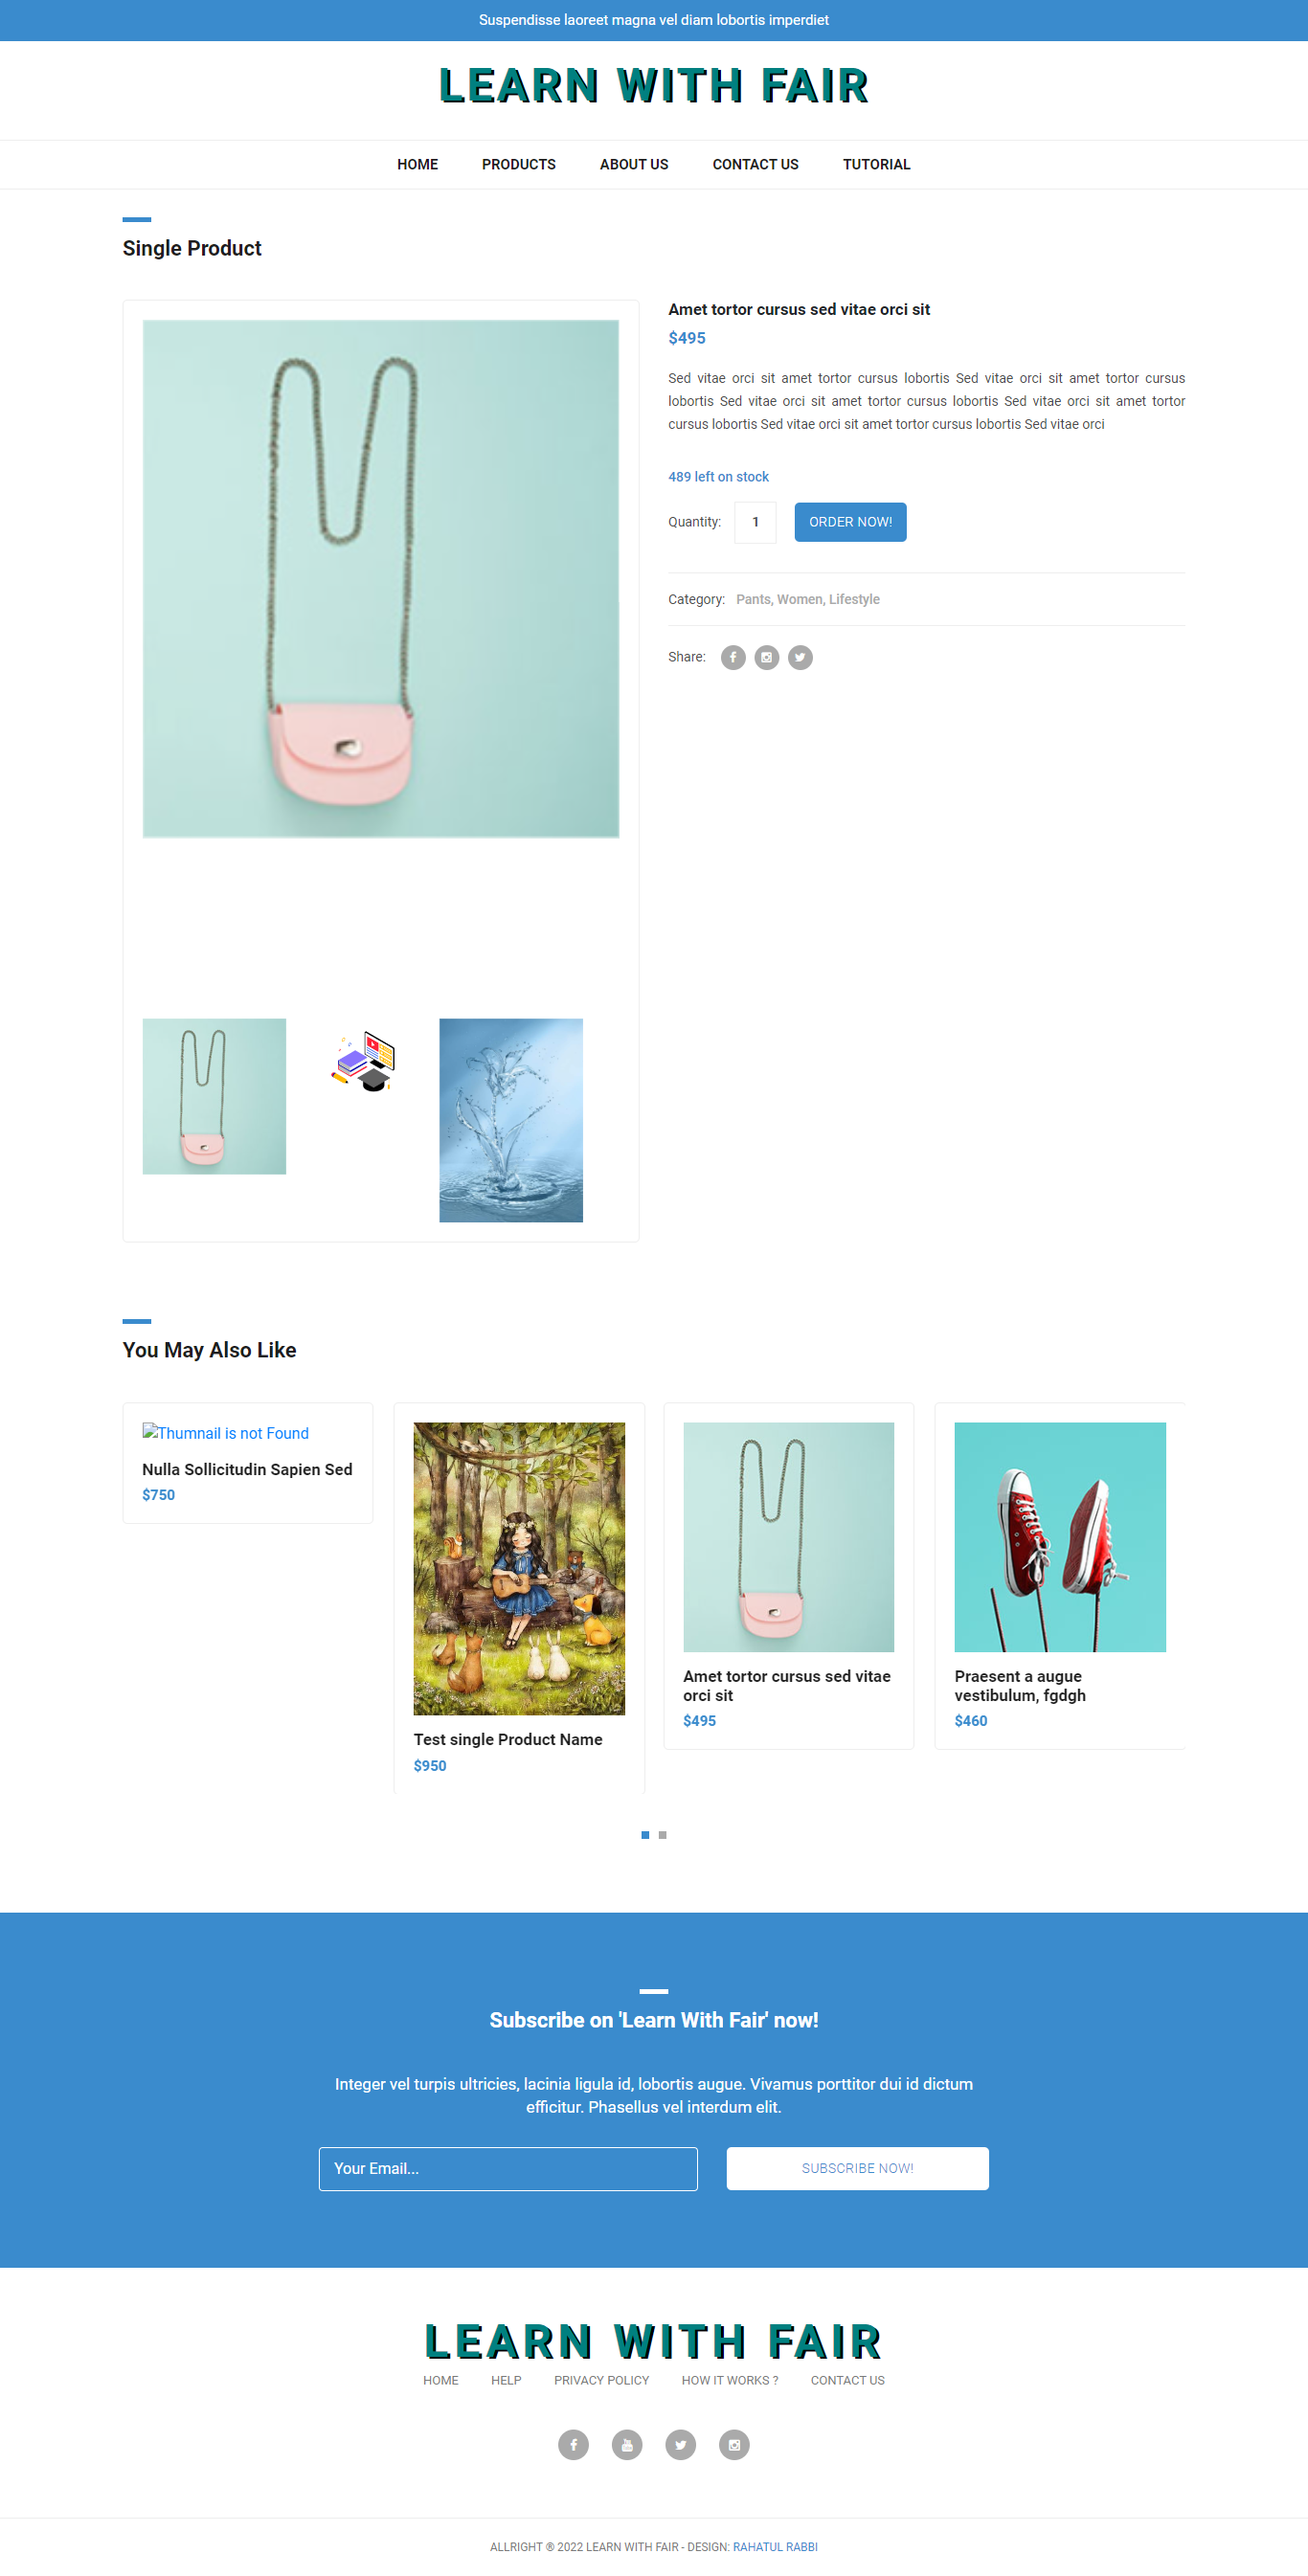 Suspendisse laoreet magna vel diam lobortis imperdiet
LEARN WITH FAIR
HOME PRODUCTS ABOUT US CONTACT US TUTORIAL
Single Product
Amet tortor cursus sed vitae orci sit
$495
Sed vitae orci sit amet tortor cursus lobortis Sed vitae orci sit amet tortor cursus
lobortis Sed vitae orci sit amet tortor cursus lobortis Sed vitae orci sit amet tortor
cursus lobortis Sed vitae orci sit amet tortor cursus lobortis Sed vitae orci
489 left on stock
Quantity: 1 ORDER NOW!
Category: Pants, Women, Lifestyle
Share:
You May Also Like
Thumnail is not Found
Nulla Sollicitudin Sapien Sed
$750
Test single Product Name
$950
Amet tortor cursus sed vitae
orci sit
$495
Praesent a augue
vestibulum, fgdgh
$460
Subscribe on 'Learn With Fair' now!
Integer vel turpis ultricies, lacinia ligula id, lobortis augue. Vivamus porttitor dui id dictum
efficitur. Phasellus vel interdum elit.
Your Email... SUBSCRIBE NOW!
LEARN WITH FAIR
HOME HELP PRIVACY POLICY HOW IT WORKS ? CONTACT US
ALLRIGHT ® 2022 LEARN WITH FAIR - DESIGN: RAHATUL RABBI